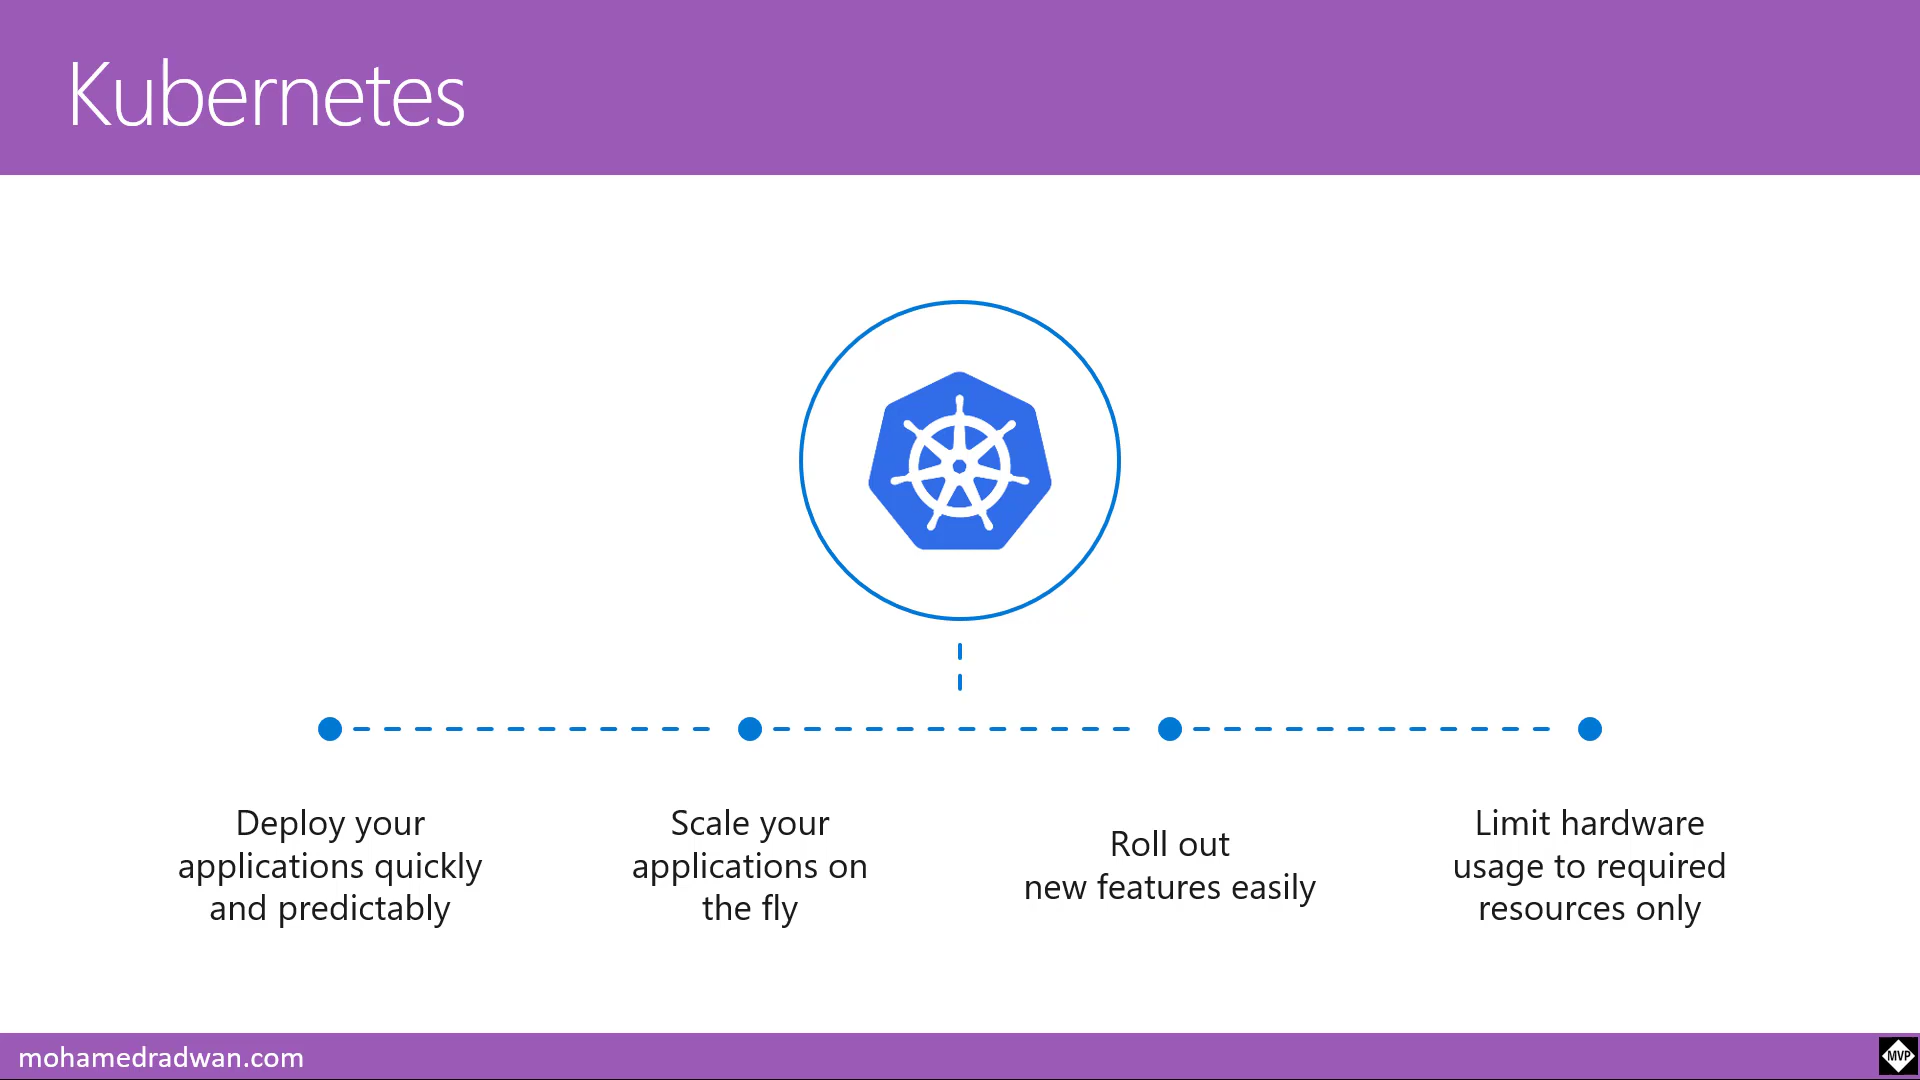 Kubernetes
Deploy your
applications quickly
and predictably
Scale your
applications on
the fly
Roll out
new features easily
Limit hardware
usage to required
resources only
mohamedradwan.com
MVP